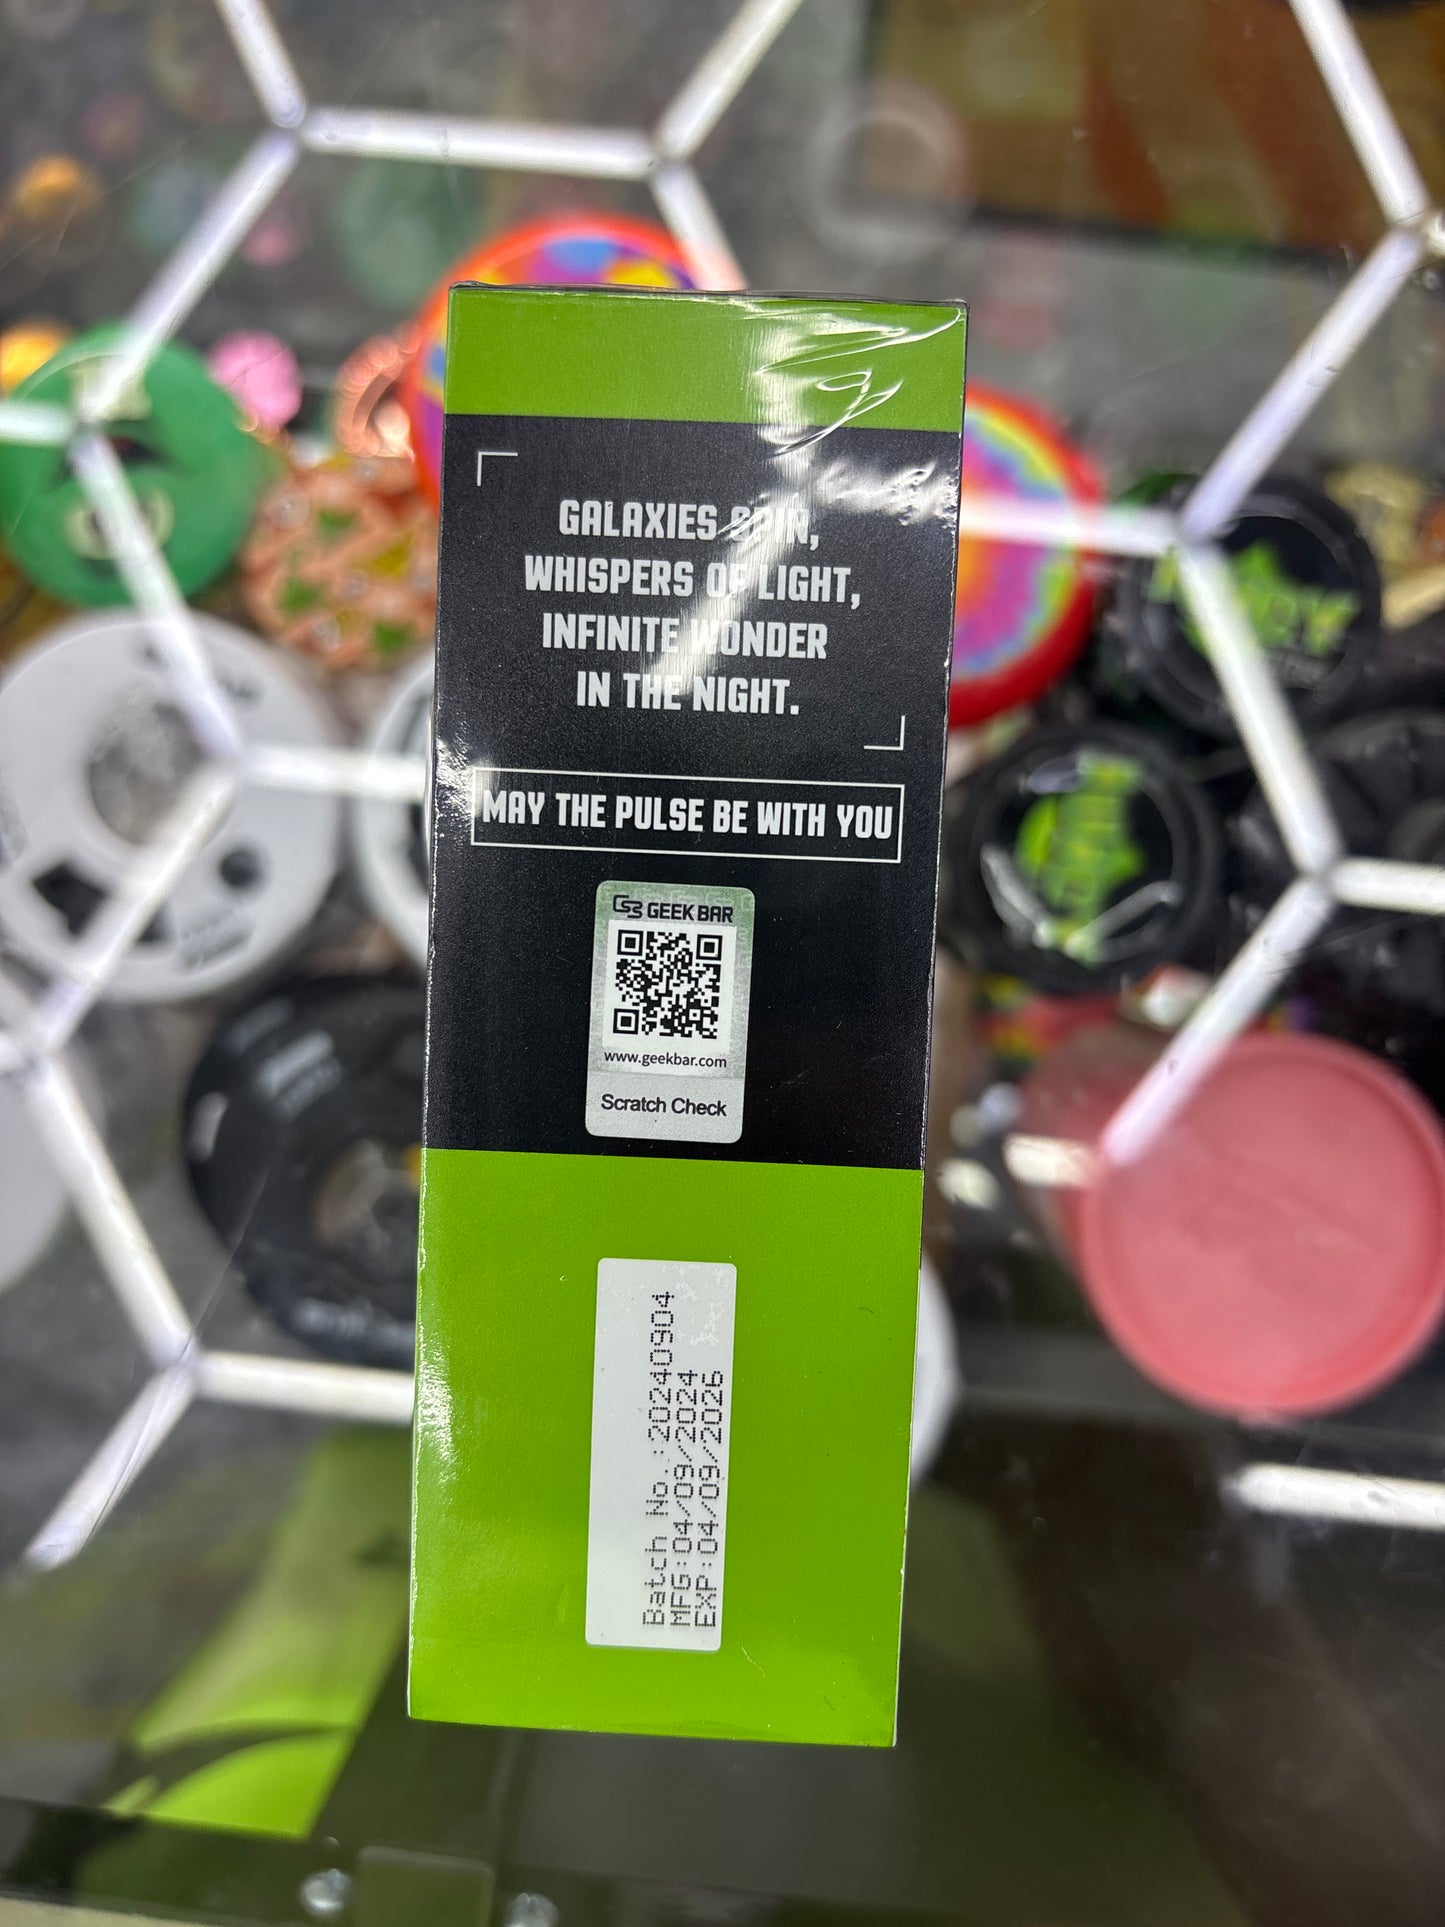 GALAXIES SPIN,
WHISPERS OF LIGHT,
INFINITE WONDER
IN THE NIGHT.
MAY THE PULSE BE WITH YOU
GEEK BAR
www.geekbar.com
Scratch Check
Batch No.:20240904
MFG:04/09/2024
EXP:04/09/2026